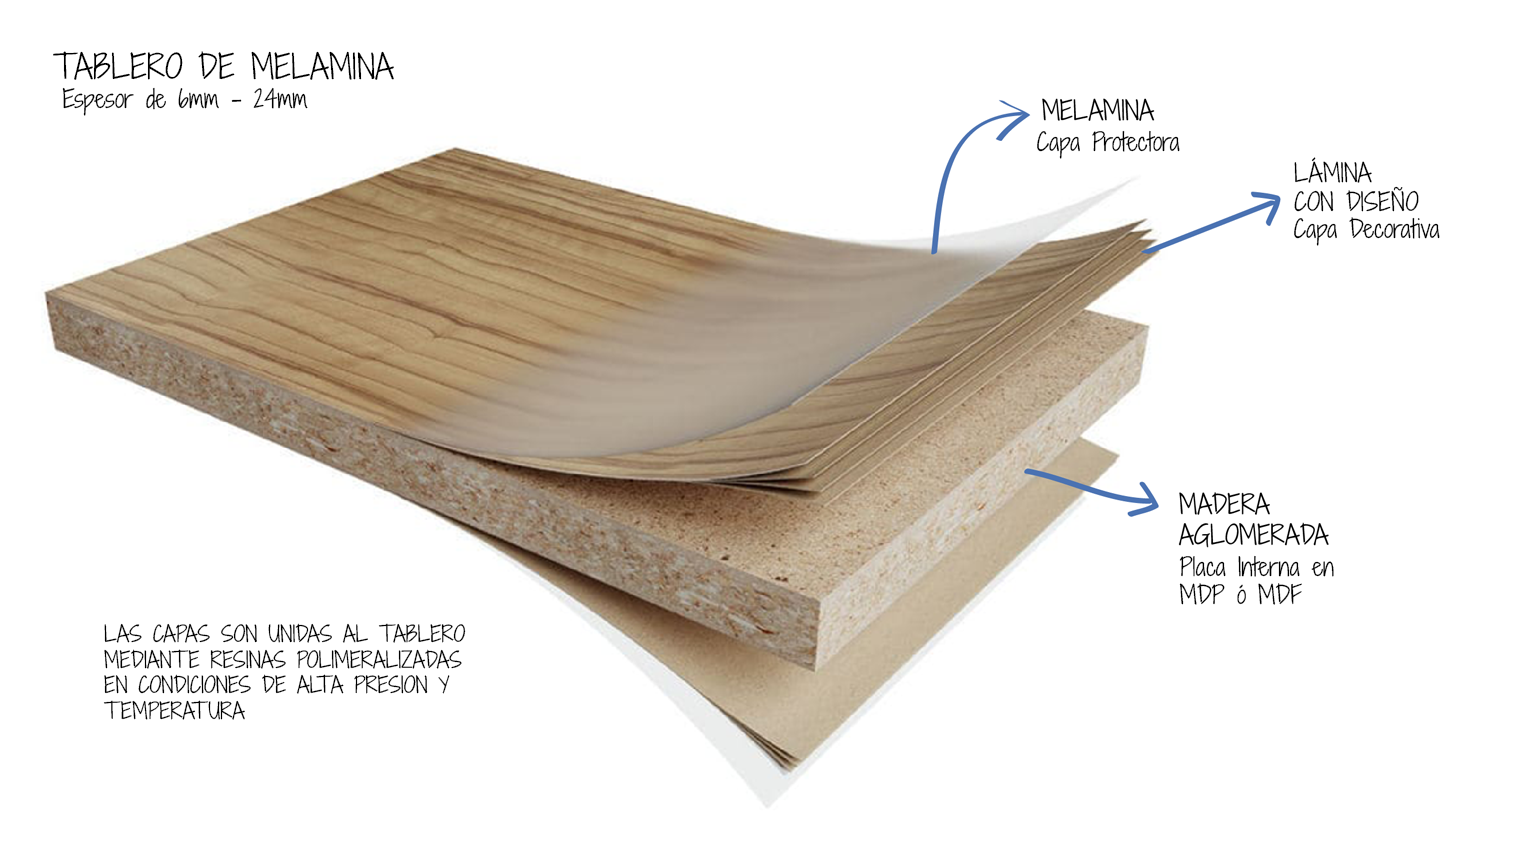 TABLERO DE MELAMINA
Espesor de 6mm - 24mm
MELAMINA
Capa Protectora
LÁMINA
CON DISEÑO
Capa Decorativa
MADERA
AGLOMERADA
Placa Interna en
MDP ó MDF
LAS CAPAS SON UNIDAS AL TABLERO
MEDIANTE RESINAS POLIMERALIZADAS
EN CONDICIONES DE ALTA PRESION Y
TEMPERATURA